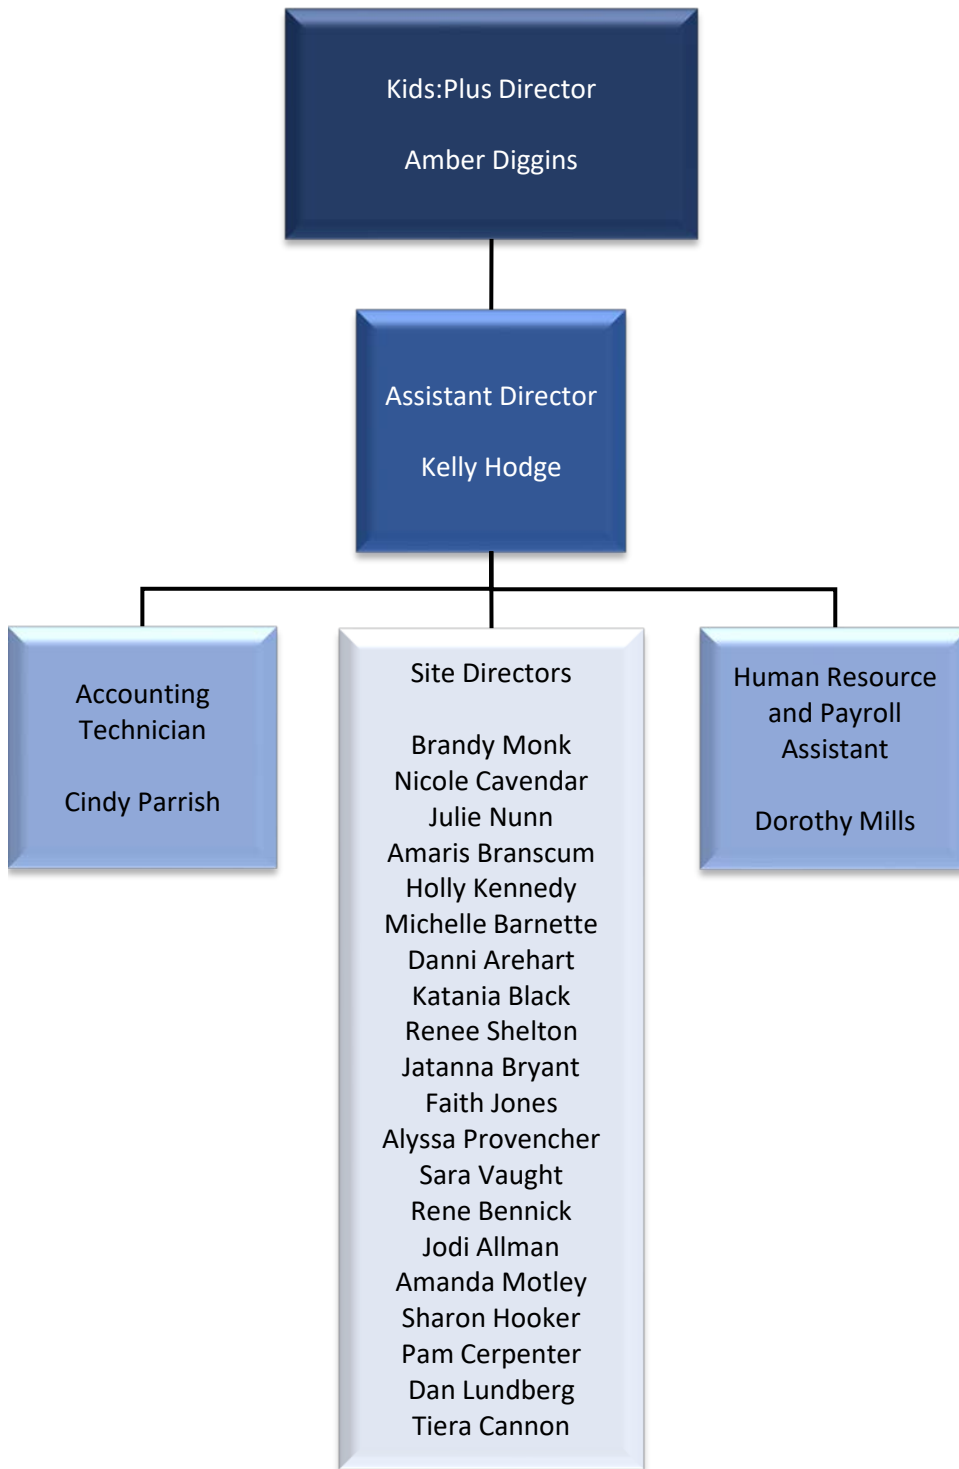 Kids:Plus Director
Amber Diggins
Assistant Director
Kelly Hodge
Accounting
Technician
Cindy Parrish
Site Directors
Brandy Monk
Nicole Cavendar
Julie Nunn
Amaris Branscum
Holly Kennedy
Michelle Barnette
Danni Arehart
Katania Black
Renee Shelton
Jatanna Bryant
Faith Jones
Alyssa Provencher
Sara Vaught
Rene Bennick
Jodi Allman
Amanda Motley
Sharon Hooker
Pam Cerpenter
Dan Lundberg
Tiera Cannon
Human Resource
and Payroll
Assistant
Dorothy Mills